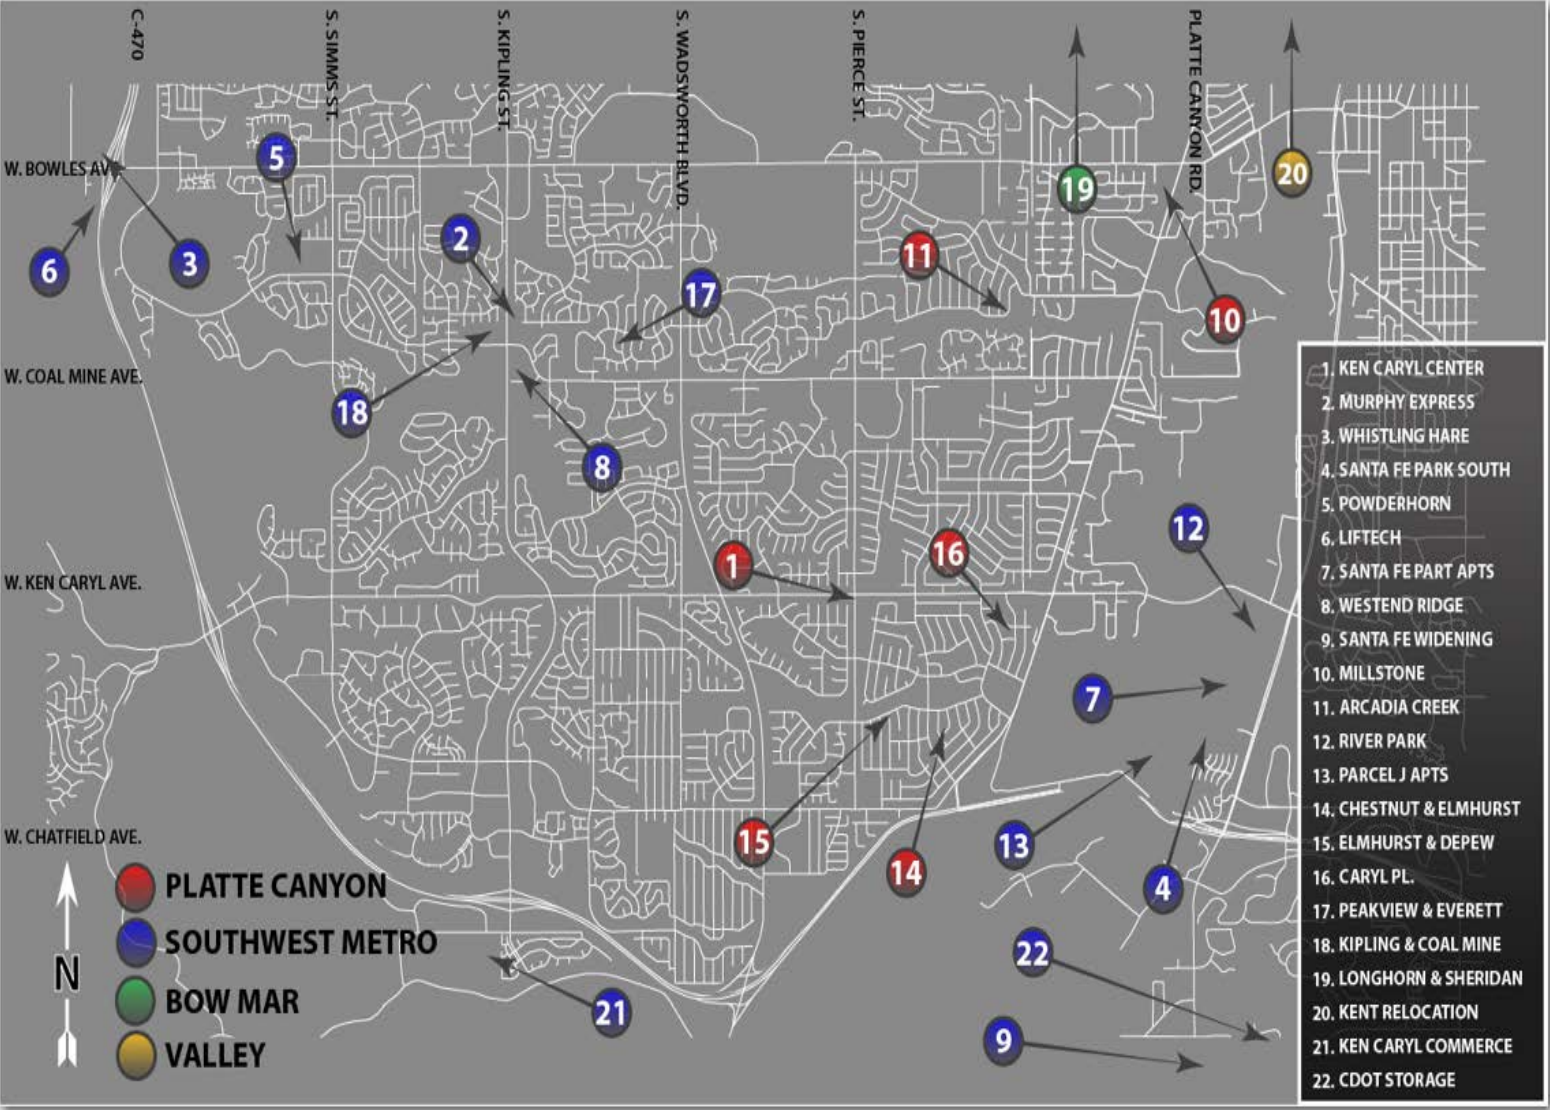 C-470
S. SIMMS ST.
S. KIPLING ST.
S. WADSWORTH BLVD.
S. PIERCE ST.
PLATTE CANYON RD.
W. BOWLES AVE.
W. COAL MINE AVE.
W. KEN CARYL AVE.
W. CHATFIELD AVE.
5
19
20
2
11
6
3
17
10
18
8
12
1
16
7
15
13
14
4
22
21
9
N
PLATTE CANYON
SOUTHWEST METRO
BOW MAR
VALLEY
1. KEN CARYL CENTER
2. MURPHY EXPRESS
3. WHISTLING HARE
4. SANTA FE PARK SOUTH
5. POWDERHORN
6. LIFTECH
7. SANTA FE PART APTS
8. WESTEND RIDGE
9. SANTA FE WIDENING
10. MILLSTONE
11. ARCADIA CREEK
12. RIVER PARK
13. PARCEL J APTS
14. CHESTNUT & ELMHURST
15. ELMHURST & DEPEW
16. CARYL PL.
17. PEAKVIEW & EVERETT
18. KIPLING & COAL MINE
19. LONGHORN & SHERIDAN
20. KENT RELOCATION
21. KEN CARYL COMMERCE
22. CDOT STORAGE